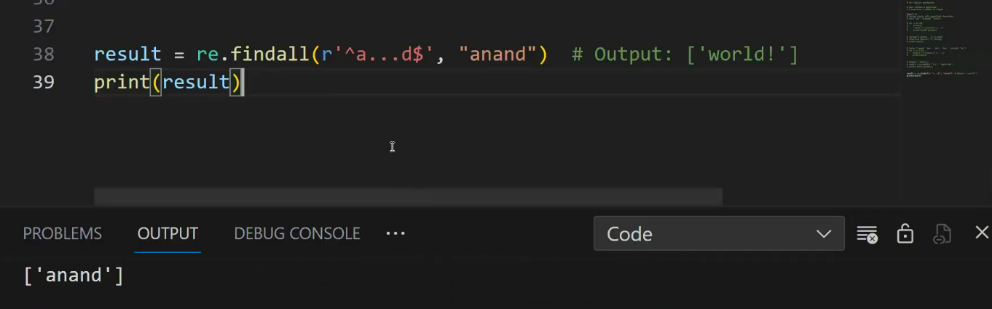 37
38 result = re.findall(r'^a...d$', "anand")  # Output: ['world!']
39 print(result)
PROBLEMS OUTPUT DEBUG CONSOLE ··· Code
['anand']